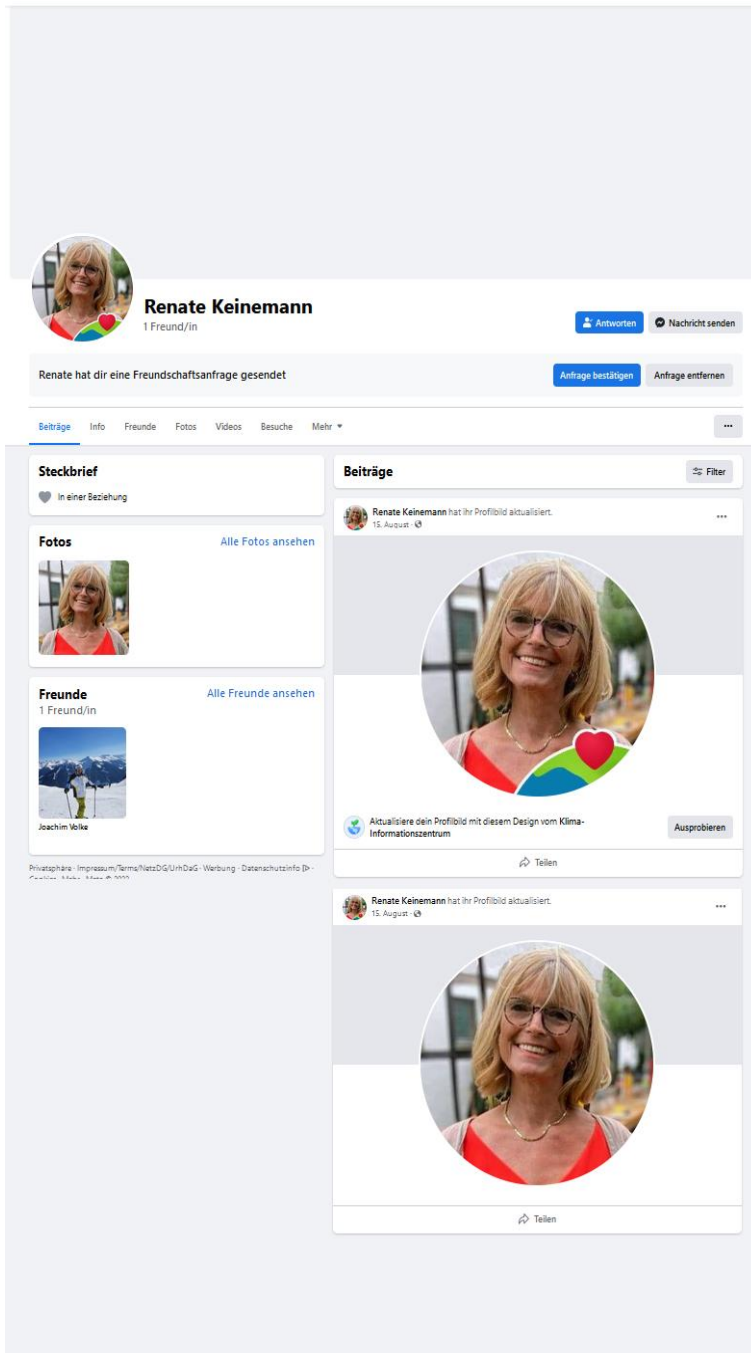 Renate Keinemann
1 Freund/in
Antworten
Nachricht senden
Renate hat dir eine Freundschaftsanfrage gesendet
Anfrage bestätigen
Anfrage entfernen
Beiträge Info Freunde Fotos Videos Besuche Mehr
Steckbrief
In einer Beziehung
Fotos
Alle Fotos ansehen
Freunde
Alle Freunde ansehen
1 Freund/in
Joachim Volke
Privatsphäre · Impressum/Terms/NetzDG/UrhDaG · Werbung · Datenschutzinfo
Cookies · Mehr · Meta © 2022
Beiträge
Filter
Renate Keinemann hat ihr Profilbild aktualisiert.
15. August
Aktualisiere dein Profilbild mit diesem Design vom Klima-
Informationszentrum
Ausprobieren
Teilen
Renate Keinemann hat ihr Profilbild aktualisiert.
15. August
Teilen